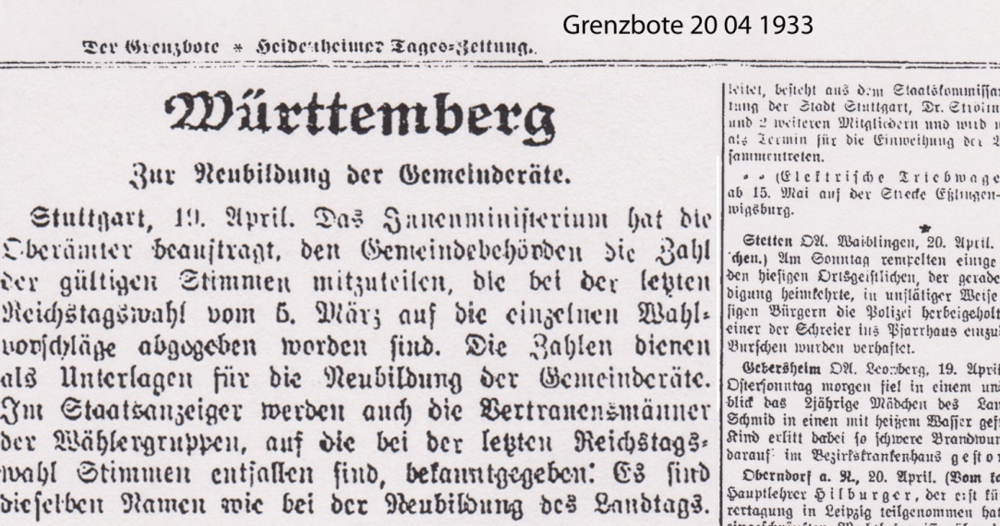 Grenzbote 20 04 1933
Der Grenzbote * Heidenheimer Tages-Zeitung.
Württemberg
Zur Neubildung der Gemeinderäte.
Stuttgart, 19. April. Das Innenministerium hat die
Oberämter beauftragt, den Gemeindebehörden die Zahl
der gültigen Stimmen mitzuteilen, die bei der letzten
Reichstagswahl vom 5. März auf die einzelnen Wahl-
vorschläge abgegeben worden sind. Die Zahlen dienen
als Unterlagen für die Neubildung der Gemeinderäte.
Im Staatsanzeiger werden auch die Vertrauensmänner
der Wählergruppen, auf die bei der letzten Reichstags-
wahl Stimmen entfallen sind, bekanntgegeben. Es sind
dieselben Namen wie bei der Neubildung des Landtags.
leitet, besteht aus dem Staatskommissar
tung der Stadt Stuttgart, Dr.
und 2 weiteren Mitgliedern und wird
als Termin für die Einweihung der
sammentreten.
(Elektrische Triebwage
ab 15. Mai auf der Strecke Eßlingen-
wigsburg.
*
Stetten OA. Waiblingen, 20. April.
chen.) Am Sonntag rempelten einige
den hiesigen Ortsgeistlichen, der gerade
digung heimkehrte, in unflätiger Weise
sigen Bürgern die Polizei herbeigeholt
einer der Schreier ins Pfarrhaus einzu
Burschen wurden verhaftet.
Gebersheim OA. Leonberg, 19. April
Ostersonntag morgen fiel in einem un
blick das 2jährige Mädchen des Lan
Schmid in einen mit heißem Wasser gef
Kind erlitt dabei so schwere Brandwun
darauf im Bezirkskrankenhaus gestor
Oberndorf a. N., 20. April. (Vom
Hauptlehrer Hilburger, der erst fü
rertagung in Leipzig teilgenommen hat